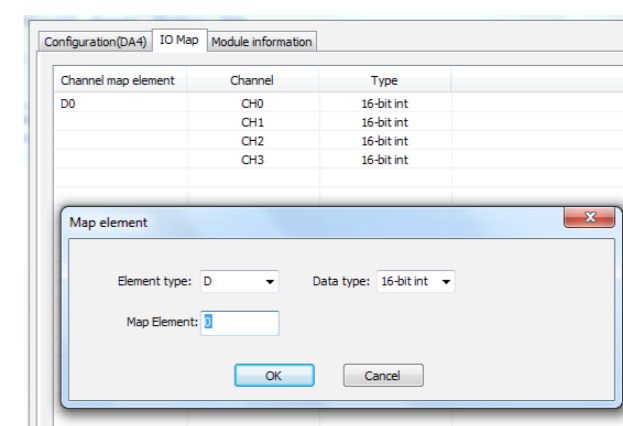 Configuration(DA4) IO Map Module information
Channel map element Channel Type
D0 CH0 16-bit int
CH1 16-bit int
CH2 16-bit int
CH3 16-bit int
Map element
Element type: D Data type: 16-bit int
Map Element: 0
OK Cancel